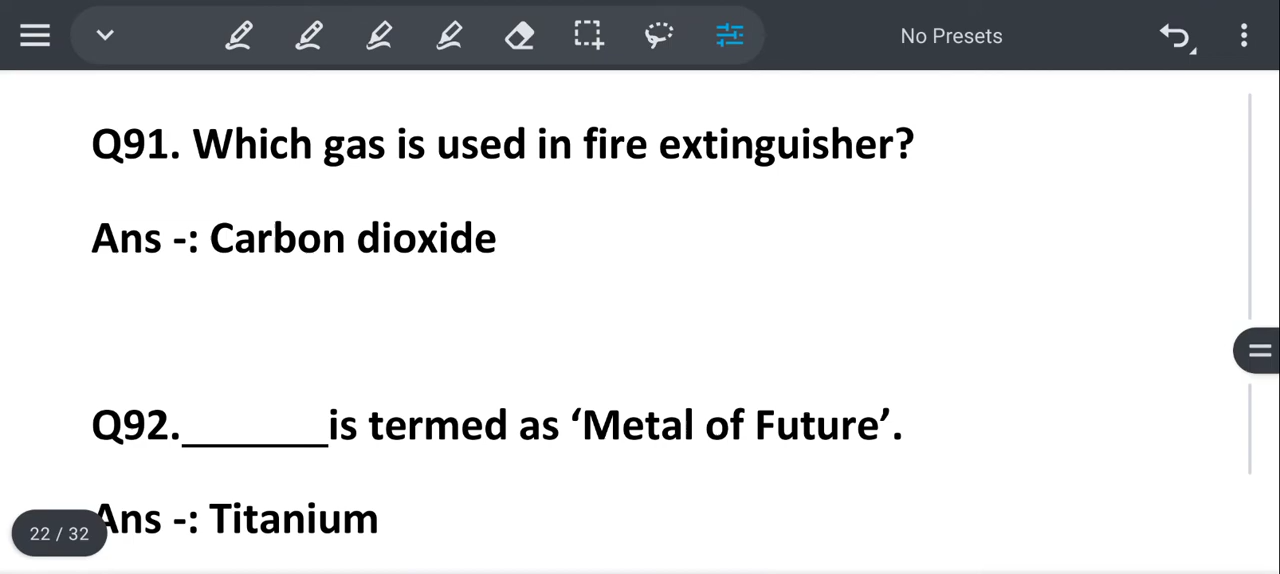 No Presets
Q91. Which gas is used in fire extinguisher?
Ans -: Carbon dioxide
Q92.______is termed as ‘Metal of Future’.
Ans -: Titanium
22 / 32